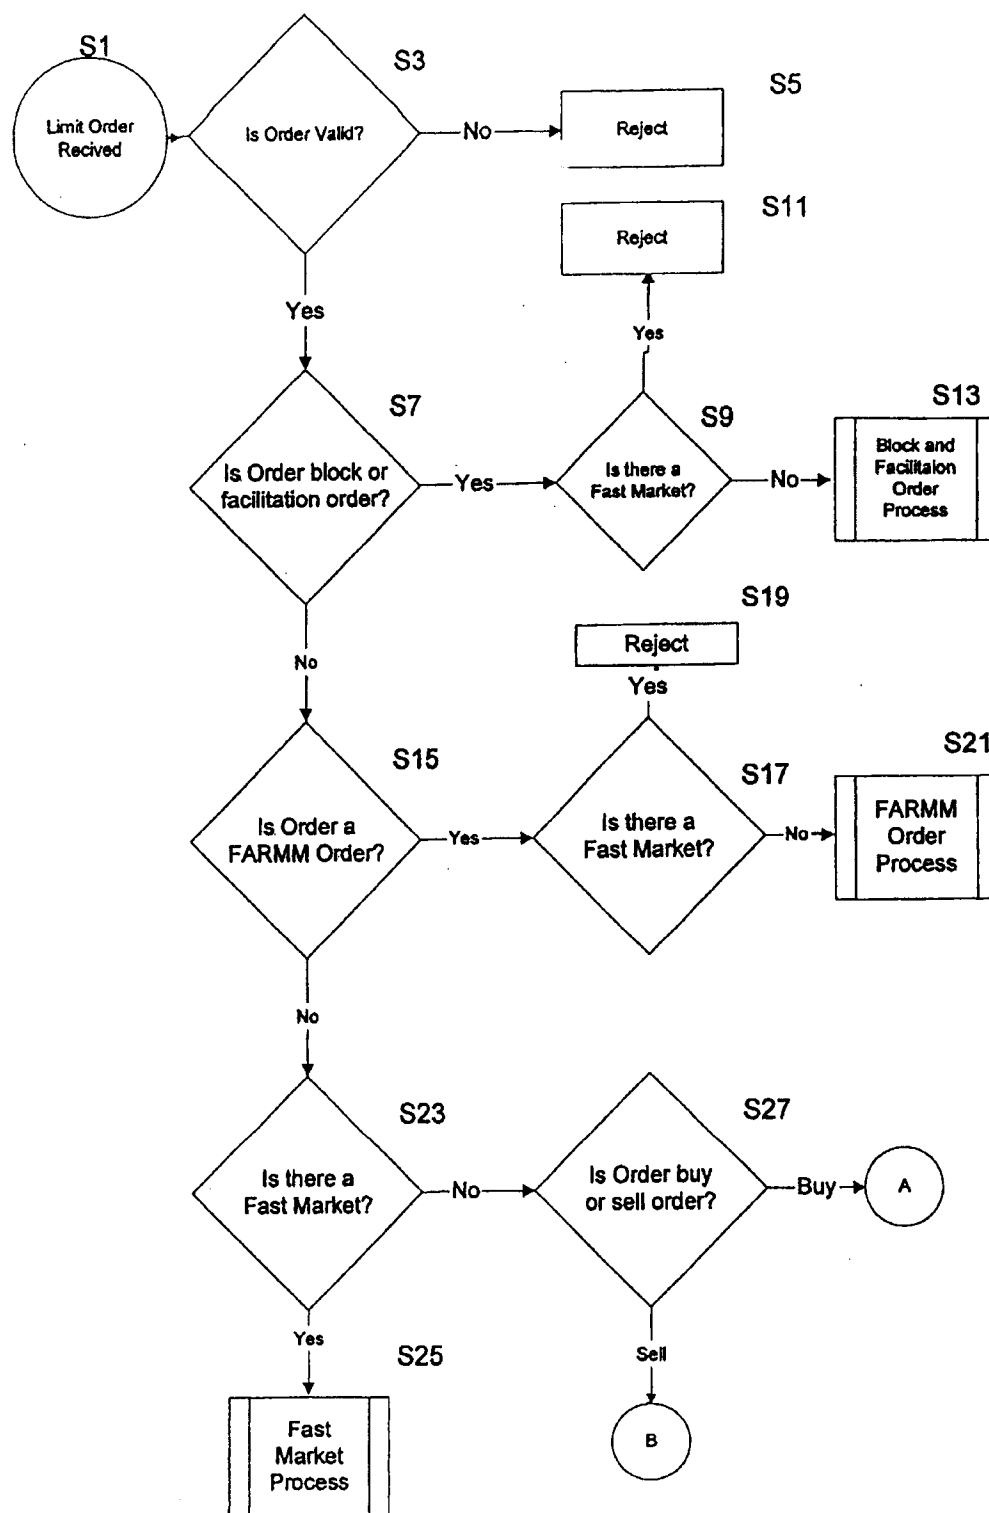 S1
S3
S5
Limit Order
Recived
Is Order Valid?
No
Reject
S11
Reject
Yes
Yes
S7
S9
S13
Is Order block or
facilitation order?
Yes
Is there a
Fast Market?
No
Block and
Facilitaion
Order
Process
S19
Reject
No
Yes
S15
S17
S21
Is Order a
FARMM Order?
Yes
Is there a
Fast Market?
No
FARMM
Order
Process
No
S23
S27
Is there a
Fast Market?
No
Is Order buy
or sell order?
Buy
A
Yes
Sell
S25
Fast
Market
Process
B